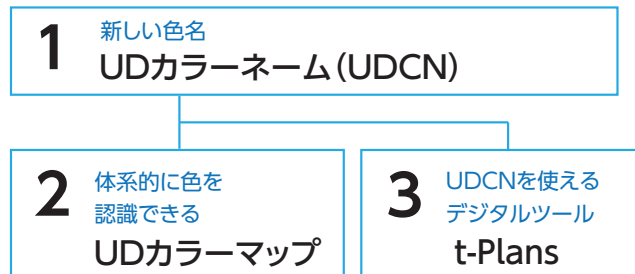 1 新しい色名
UDカラーネーム(UDCN)
2 体系的に色を
認識できる
UDカラーマップ
3 UDCNを使える
デジタルツール
t-Plans